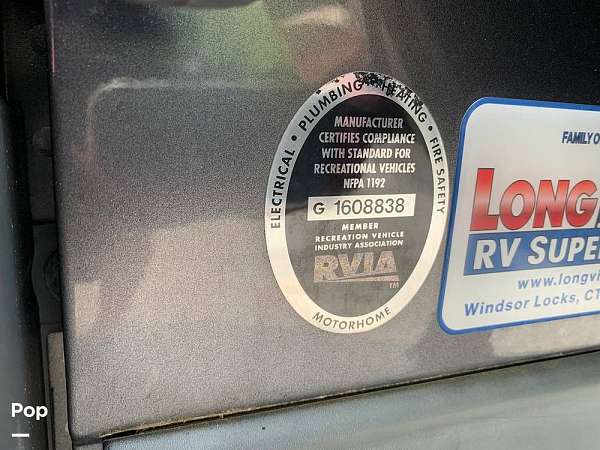 ELECTRICAL • PLUMBING • HEATING • FIRE SAFETY
MANUFACTURER
CERTIFIES COMPLIANCE
WITH STANDARD FOR
RECREATIONAL VEHICLES
NFPA 1192
G 1608838
MEMBER
RECREATION VEHICLE
INDUSTRY ASSOCIATION
RVIA
TM
MOTORHOME
FAMILY O
LONG
RV SUPE
www.longvi
Windsor Locks, CT
Pop